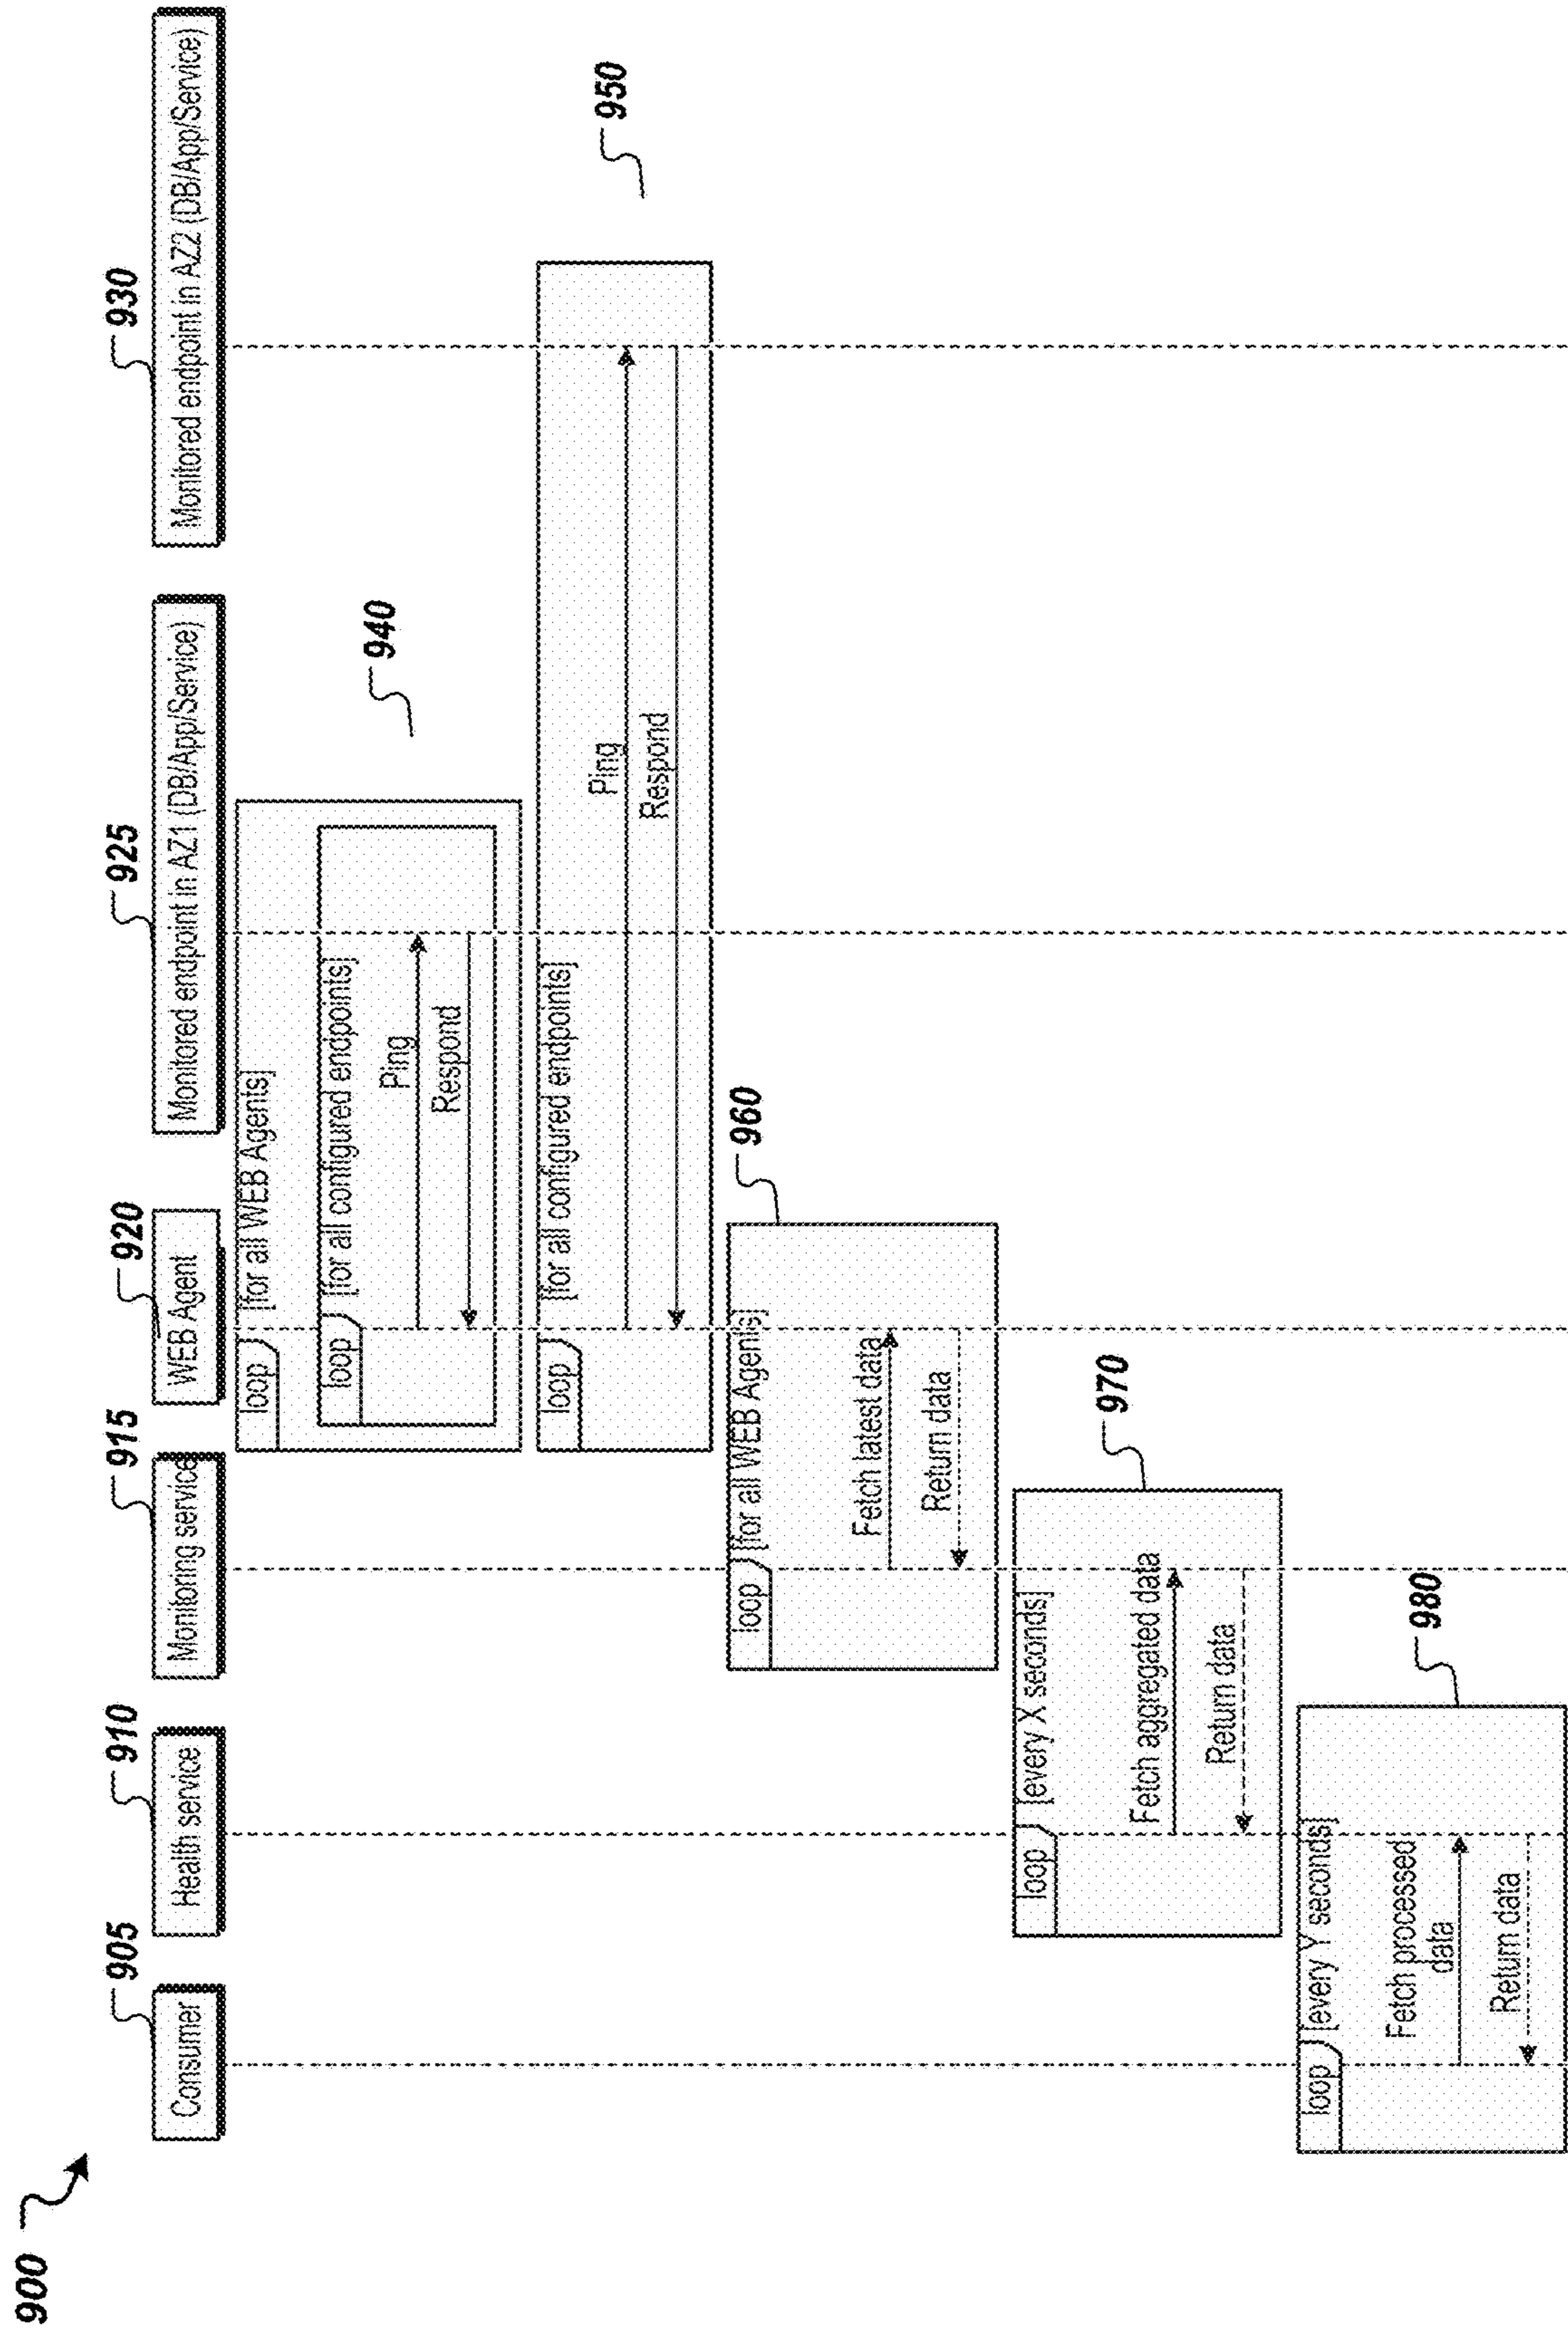 900
905
910
915
920
925
930
Consumer
Health service
Monitoring service
WEB Agent
Monitored endpoint in AZ1 (DB/App/Service)
Monitored endpoint in AZ2 (DB/App/Service)
loop
[for all WEB Agents]
loop
[for all configured endpoints]
Ping
Respond
940
loop
[for all configured endpoints]
Ping
Respond
950
loop
[for all WEB Agents]
Fetch latest data
Return data
960
loop
[every X seconds]
Fetch aggregated data
Return data
970
loop
[every Y seconds]
Fetch processed
data
Return data
980